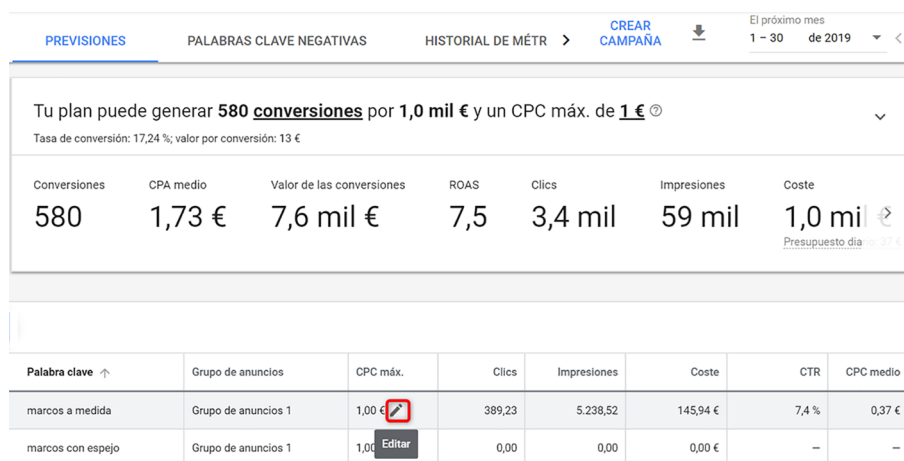 El próximo mes
PREVISIONES PALABRAS CLAVE NEGATIVAS HISTORIAL DE MÉTR CREAR CAMPAÑA 1 – 30 de 2019
Tu plan puede generar 580 conversiones por 1,0 mil € y un CPC máx. de 1 €
Tasa de conversión: 17,24 %; valor por conversión: 13 €
Conversiones CPA medio Valor de las conversiones ROAS Clics Impresiones Coste
580 1,73 € 7,6 mil € 7,5 3,4 mil 59 mil 1,0 mil €
Presupuesto diario: 37 €
Palabra clave Grupo de anuncios CPC máx. Clics Impresiones Coste CTR CPC medio
marcos a medida Grupo de anuncios 1 1,00 € 389,23 5.238,52 145,94 € 7,4 % 0,37 €
marcos con espejo Grupo de anuncios 1 1,00 Editar 0,00 0,00 0,00 € – –